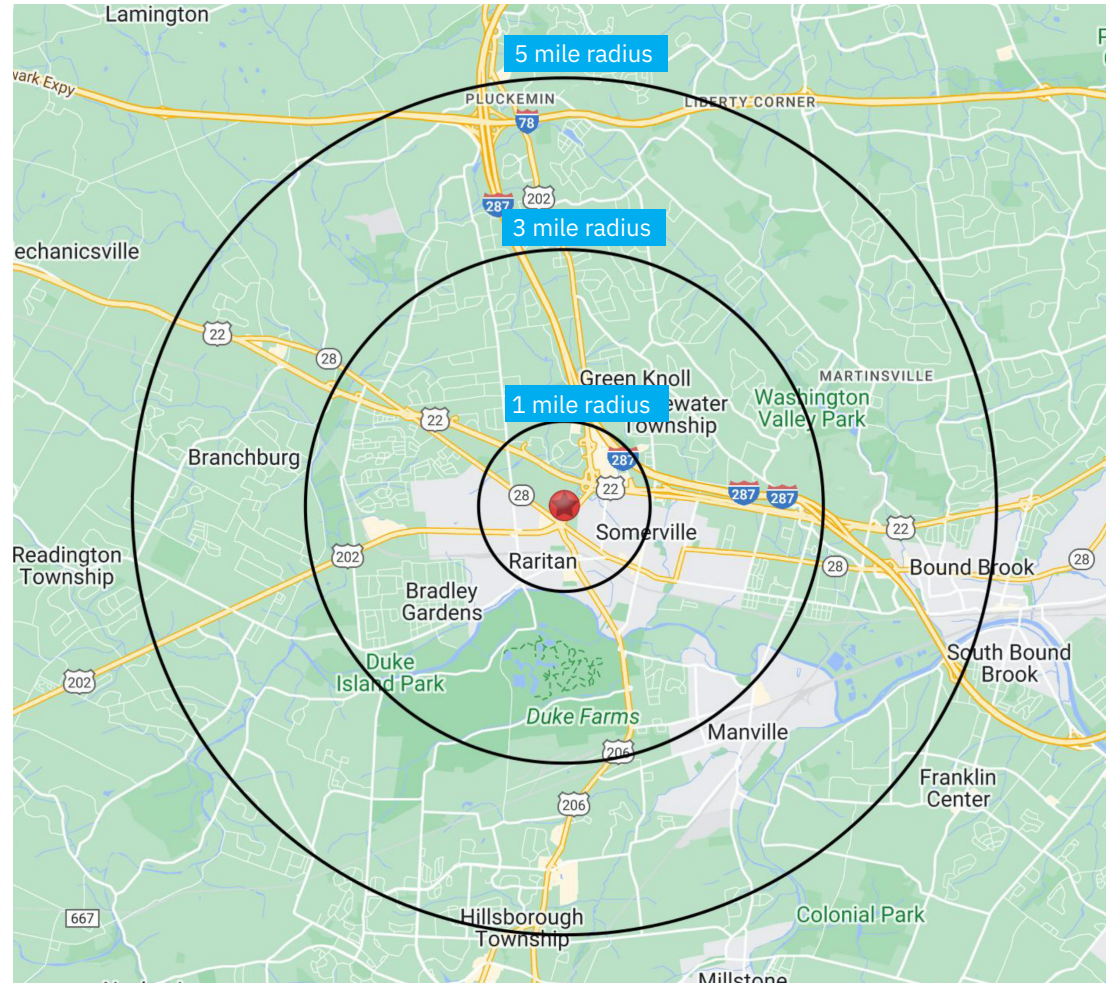 Lamington
5 mile radius
wark Expy
PLUCKEMIN
LIBERTY CORNER
78
202
287
3 mile radius
echanicsville
22
28
Green Knoll
MARTINSVILLE
1 mile radius
ewater
Township
Washington
Valley Park
22
Branchburg
287
28
22
287
287
22
Somerville
Readington
Township
202
Raritan
28
Bound Brook
28
Bradley
Gardens
Duke
Island Park
South Bound
Brook
202
Duke Farms
Manville
206
Franklin
Center
206
667
Hillsborough
Township
Colonial Park
Millstone